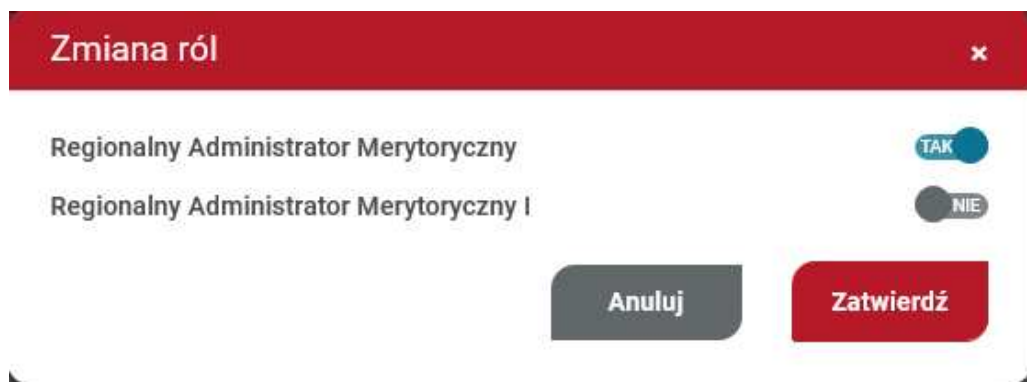 Zmiana ról
Regionalny Administrator Merytoryczny TAK
Regionalny Administrator Merytoryczny I NIE
Anuluj Zatwierdź